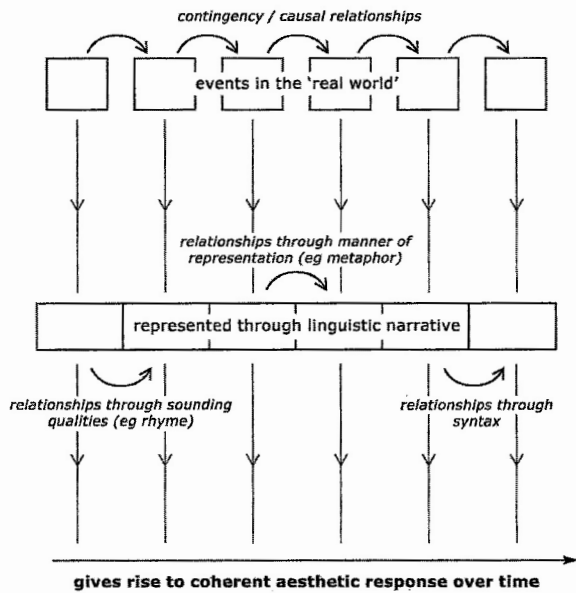 contingency / causal relationships
events in the 'real world'
relationships through manner of
representation (eg metaphor)
represented through linguistic narrative
relationships through sounding
qualities (eg rhyme)
relationships through
syntax
gives rise to coherent aesthetic response over time